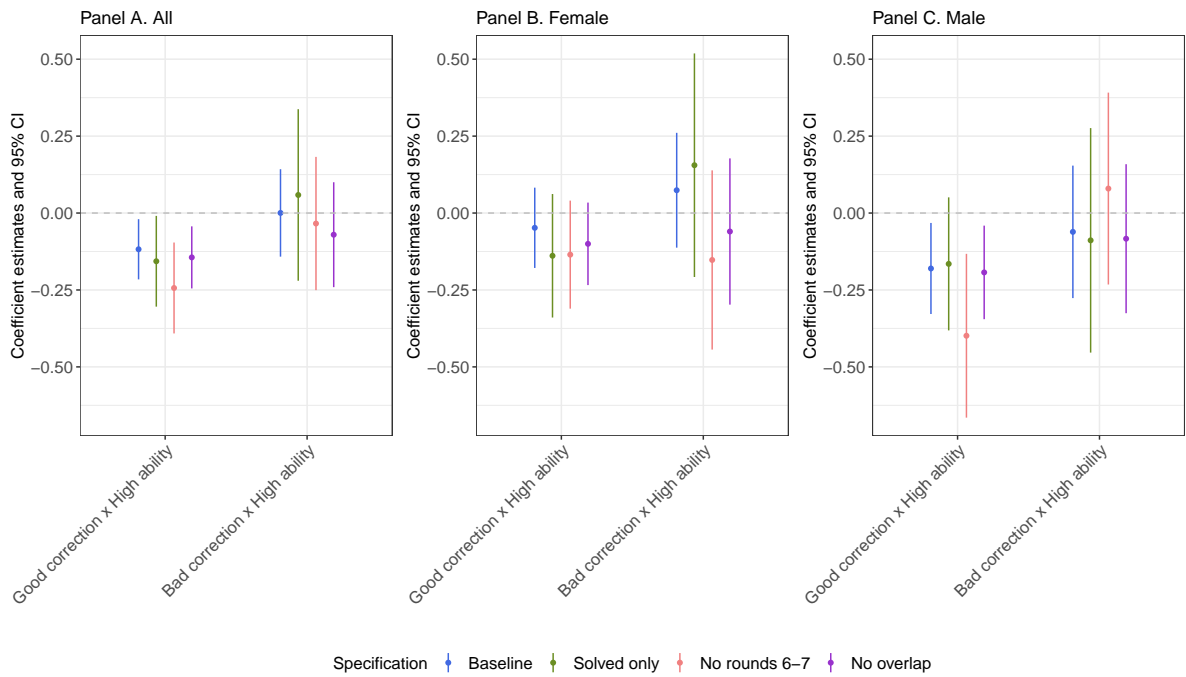 Panel A. All
Panel B. Female
Panel C. Male
Coefficient estimates and 95% CI
0.50
0.25
0.00
−0.25
−0.50
Good correction x High ability
Bad correction x High ability
Coefficient estimates and 95% CI
0.50
0.25
0.00
−0.25
−0.50
Good correction x High ability
Bad correction x High ability
Coefficient estimates and 95% CI
0.50
0.25
0.00
−0.25
−0.50
Good correction x High ability
Bad correction x High ability
Specification Baseline Solved only No rounds 6−7 No overlap